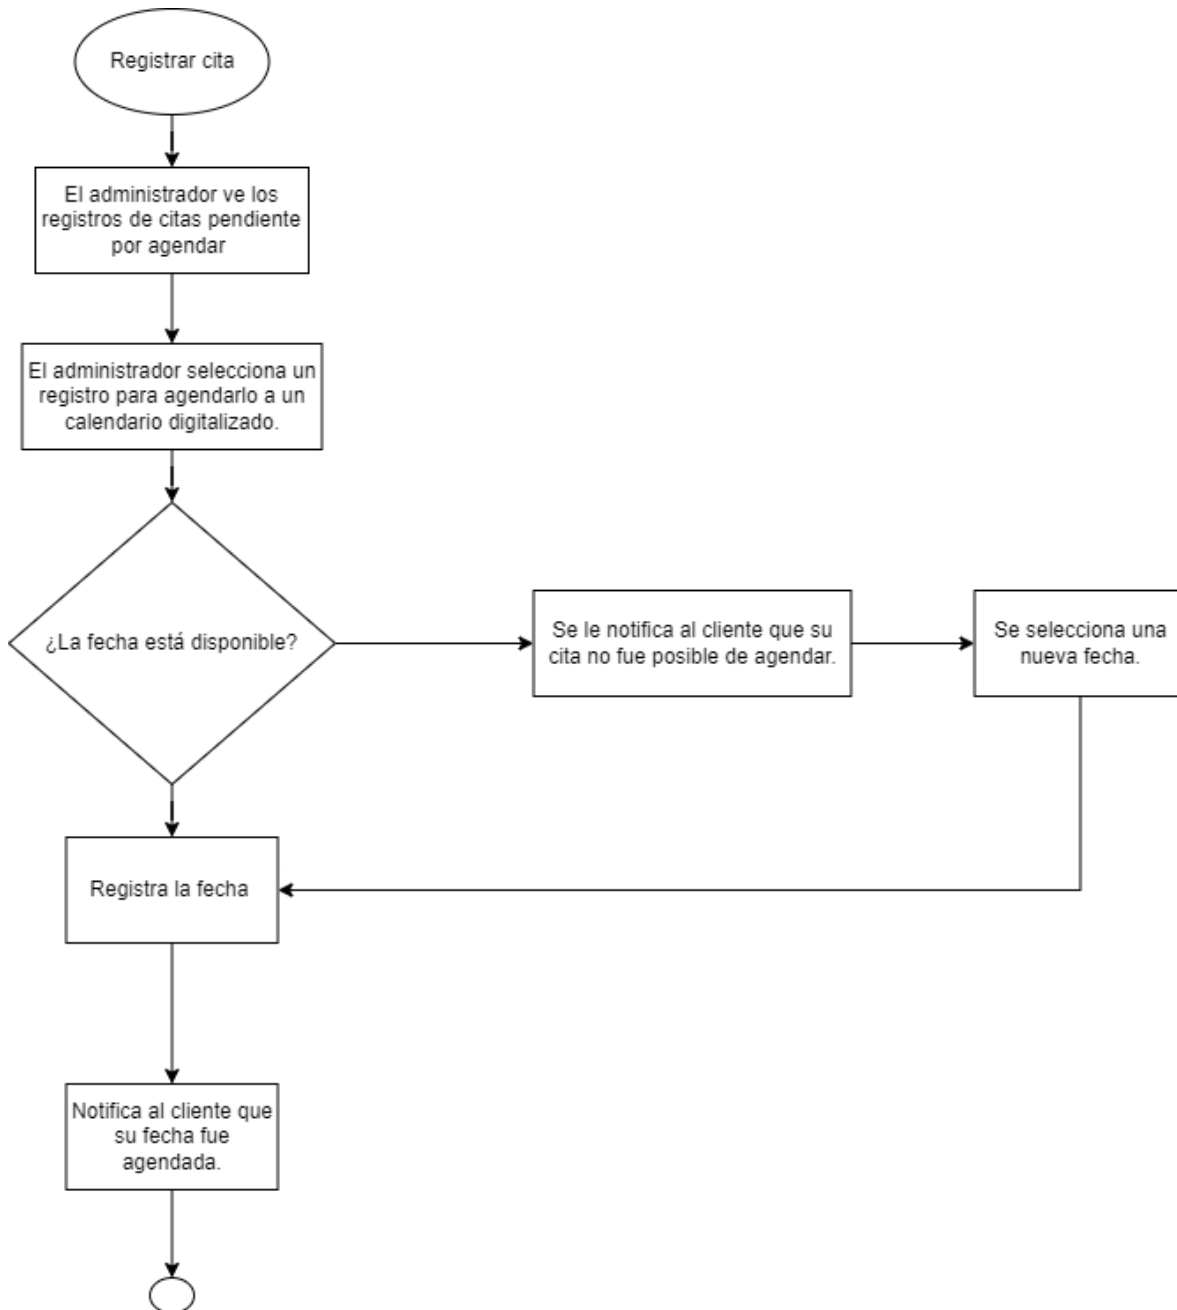 Registrar cita
El administrador ve los
registros de citas pendiente
por agendar
El administrador selecciona un
registro para agendarlo a un
calendario digitalizado.
¿La fecha está disponible?
Se le notifica al cliente que su
cita no fue posible de agendar.
Se selecciona una
nueva fecha.
Registra la fecha
Notifica al cliente que
su fecha fue
agendada.